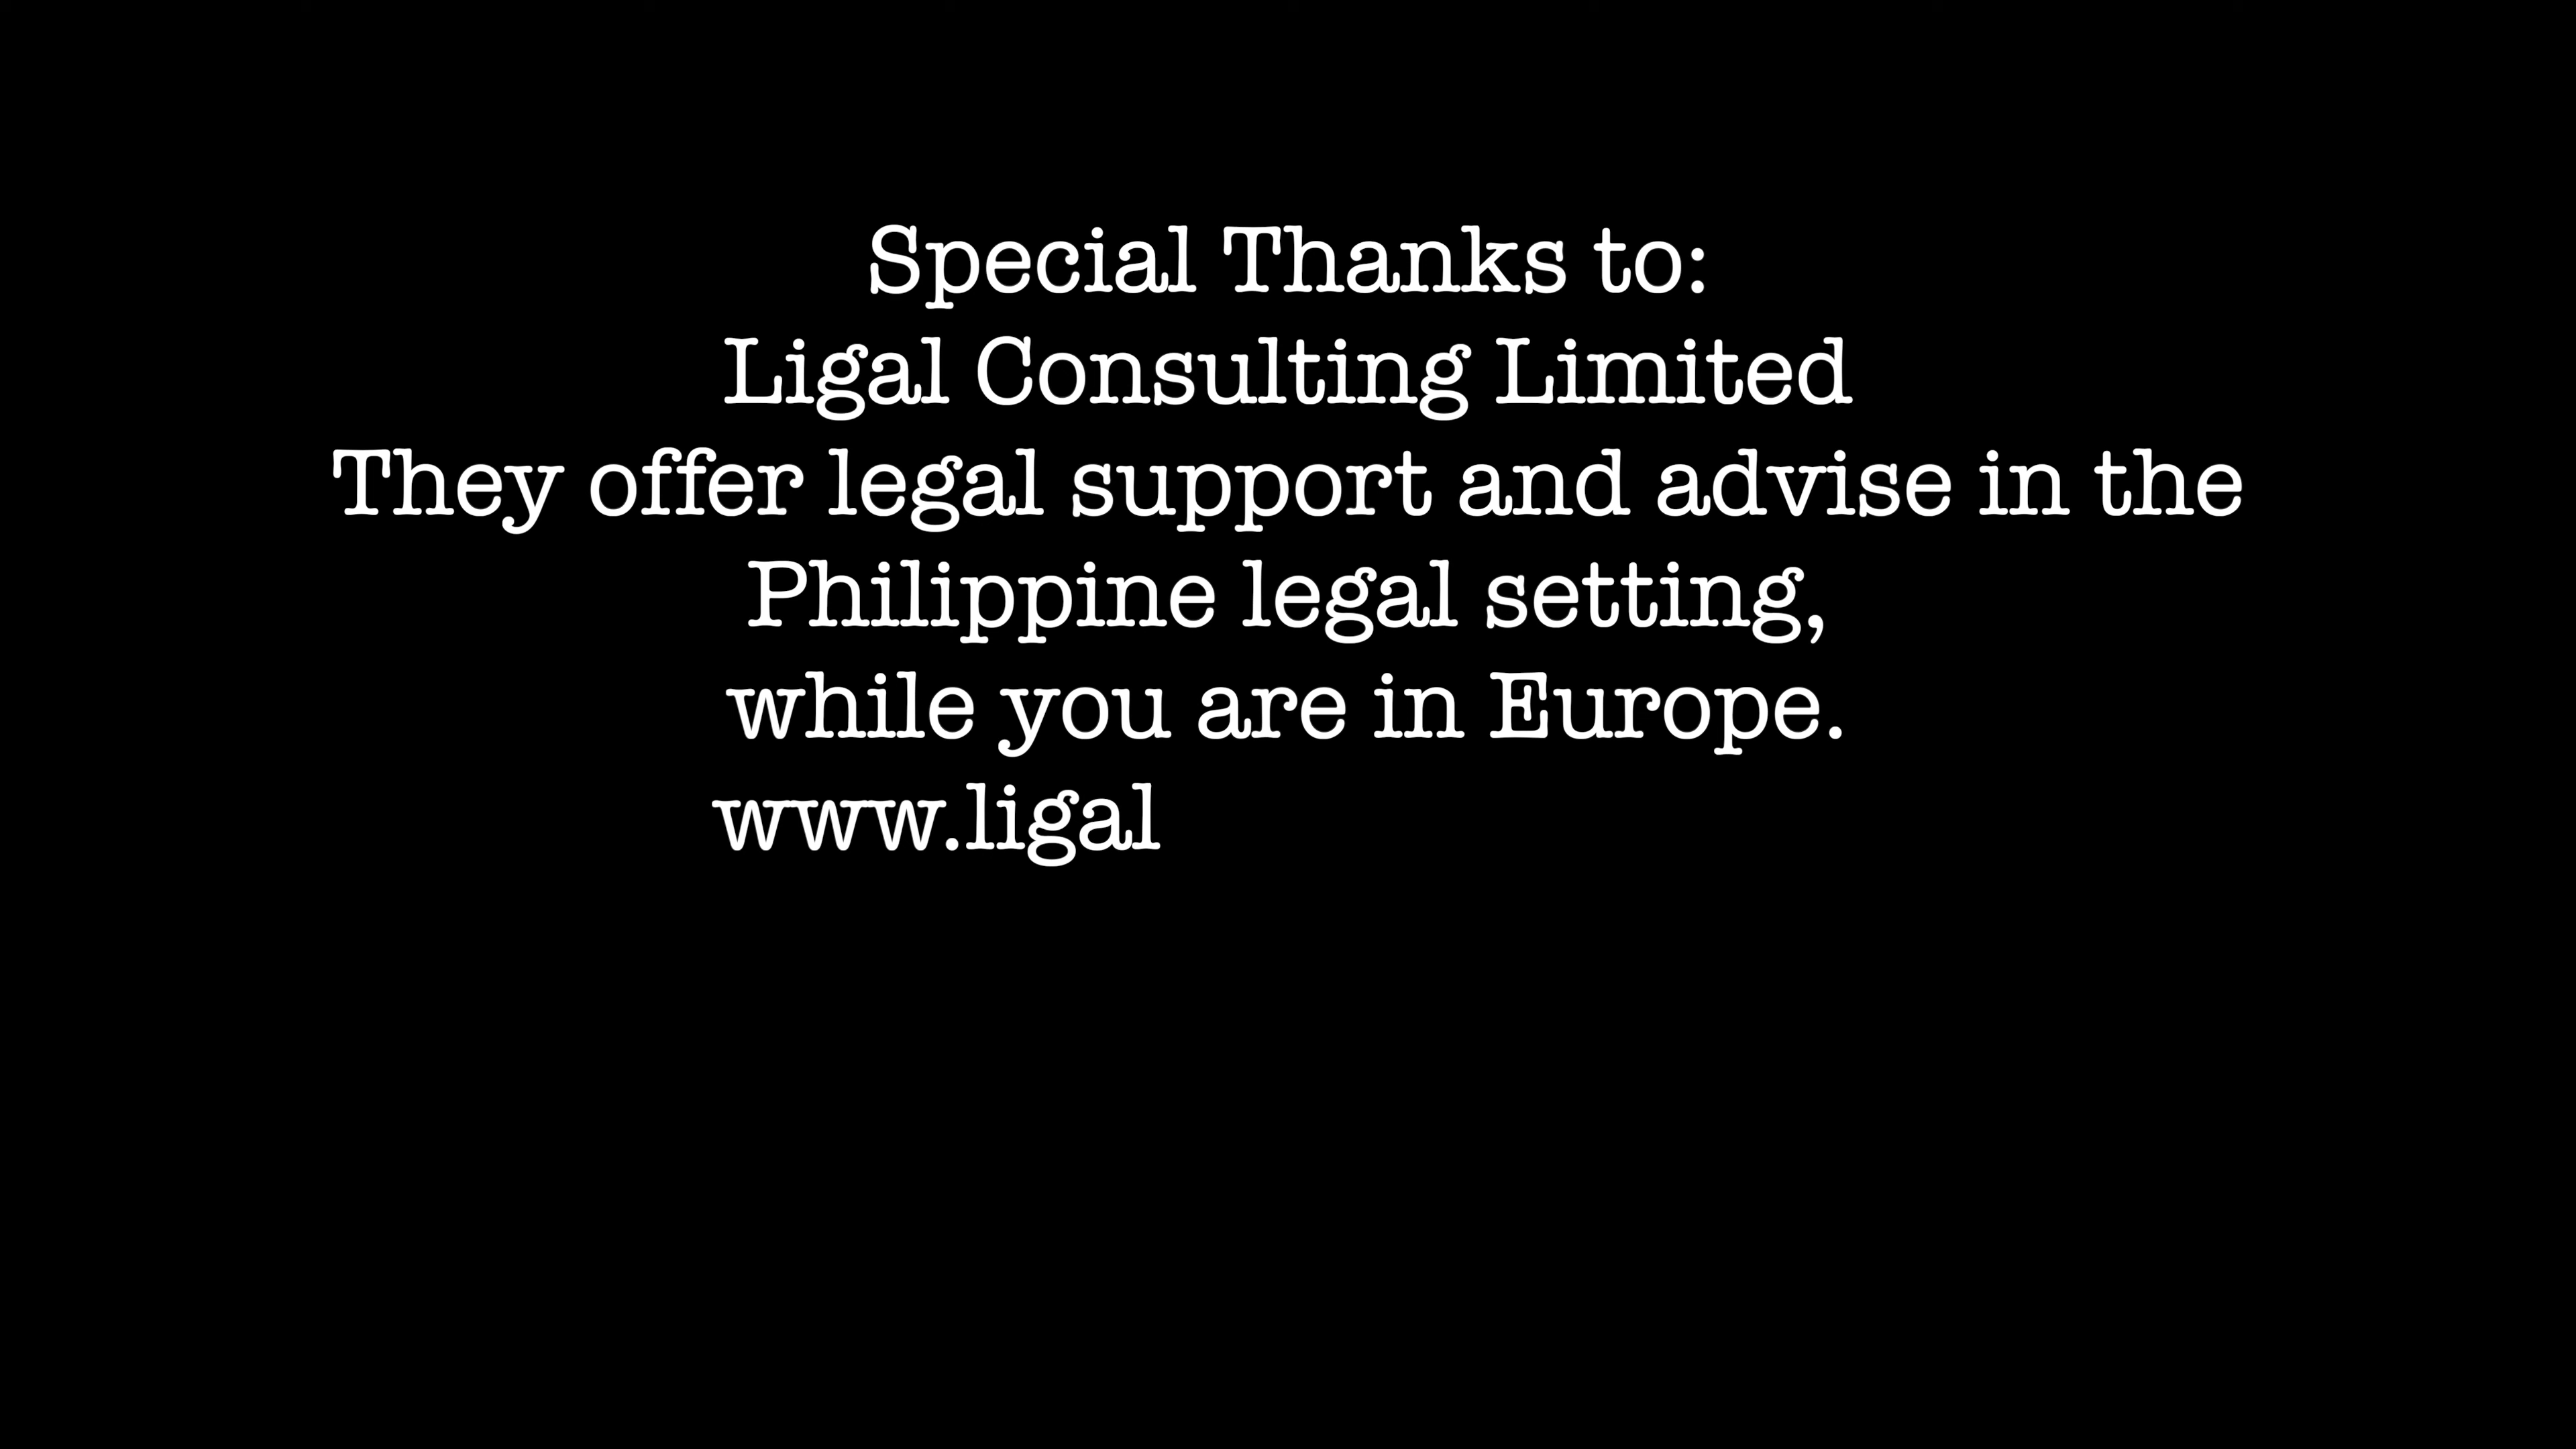 Special Thanks to:
Ligal Consulting Limited
They offer legal support and advise in the
Philippine legal setting,
while you are in Europe.
www.ligal